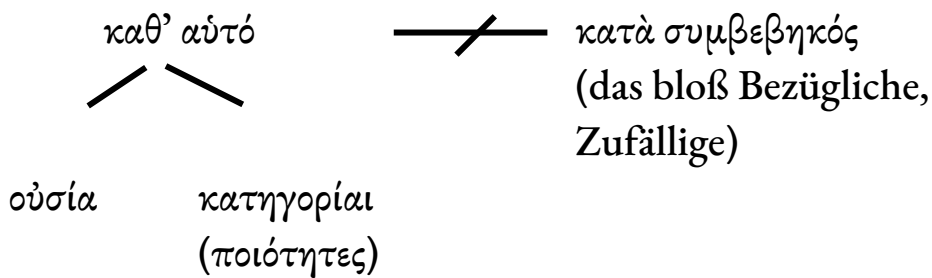 καθ’ αὑτό
κατὰ συμβεβηκός
(das bloß Bezügliche,
Zufällige)
οὐσία
κατηγορίαι
(ποιότητες)